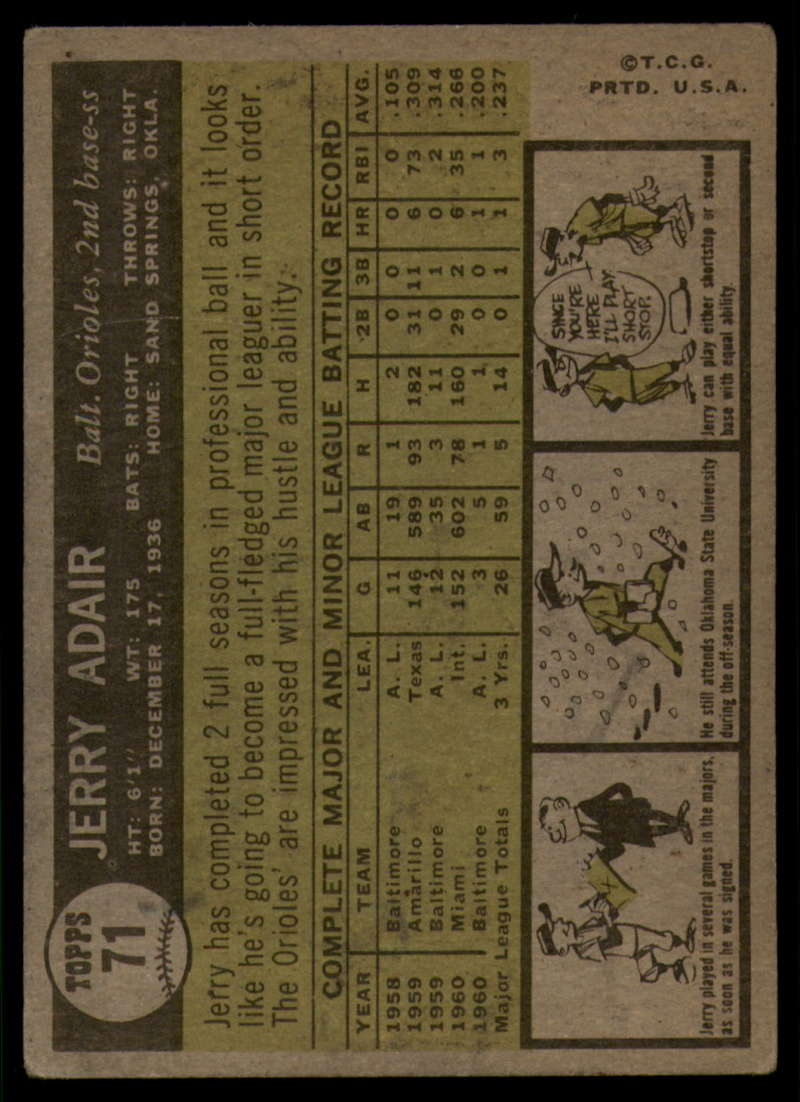 TOPPS
71
JERRY ADAIR Balt. Orioles, 2nd base-ss
HT: 6'1" WT: 175 BATS: RIGHT THROWS: RIGHT
BORN: DECEMBER 17, 1936 HOME: SAND SPRINGS, OKLA.
Jerry has completed 2 full seasons in professional ball and it looks
like he's going to become a full-fledged major leaguer in short order.
The Orioles' are impressed with his hustle and ability.
COMPLETE MAJOR AND MINOR LEAGUE BATTING RECORD
YEAR TEAM LEA. G AB R H 2B 3B HR RBI AVG.
1958 Baltimore A. L. 11 19 1 2 0 0 0 0 .105
1959 Amarillo Texas 146 589 93 182 31 11 6 73 .309
1959 Baltimore A. L. 12 35 3 11 0 1 0 2 .314
1960 Miami Int. 152 602 78 160 29 2 6 35 .266
1960 Baltimore A. L. 3 5 1 1 0 0 1 1 .200
Major League Totals 3 Yrs. 26 59 5 14 0 1 1 3 .237
Jerry played in several games in the majors,
as soon as he was signed.
He still attends Oklahoma State University
during the off-season.
SINCE
YOU'RE
HERE
I'LL PLAY
SHORT
STOP.
Jerry can play either shortstop or second
base with equal ability.
©T.C.G.
PRTD. U.S.A.